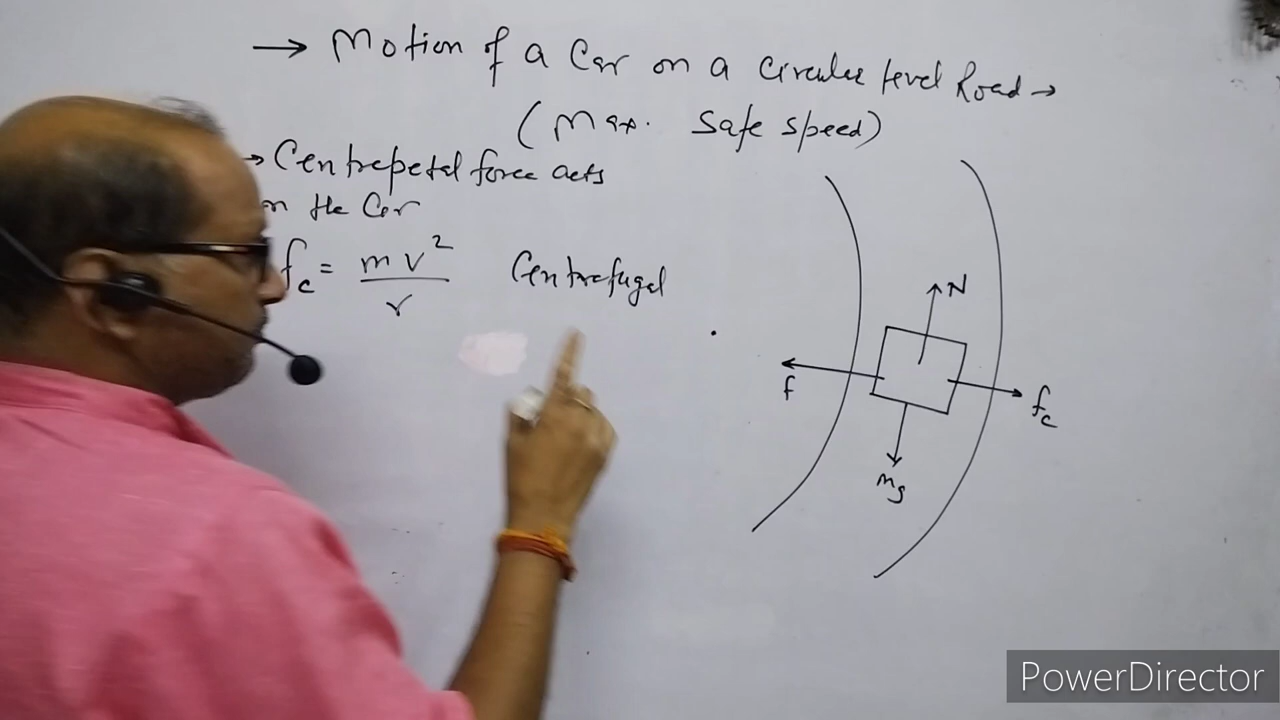 → Motion of a Car on a Circular level Road →
(Max. Safe speed)
→ Centrepetal force acts
on the Car
fc = mv²/r Centrefugal
N
f
fc
mg
PowerDirector